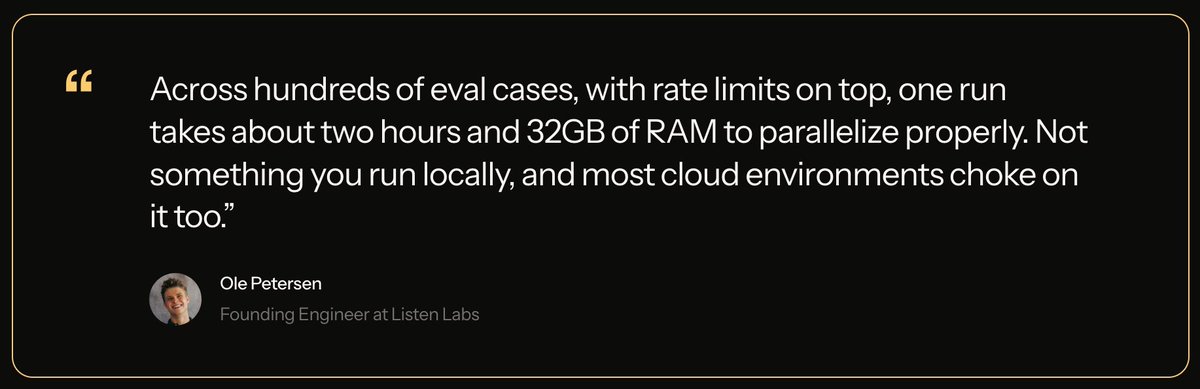 “
Across hundreds of eval cases, with rate limits on top, one run
takes about two hours and 32GB of RAM to parallelize properly. Not
something you run locally, and most cloud environments choke on
it too.”
Ole Petersen
Founding Engineer at Listen Labs